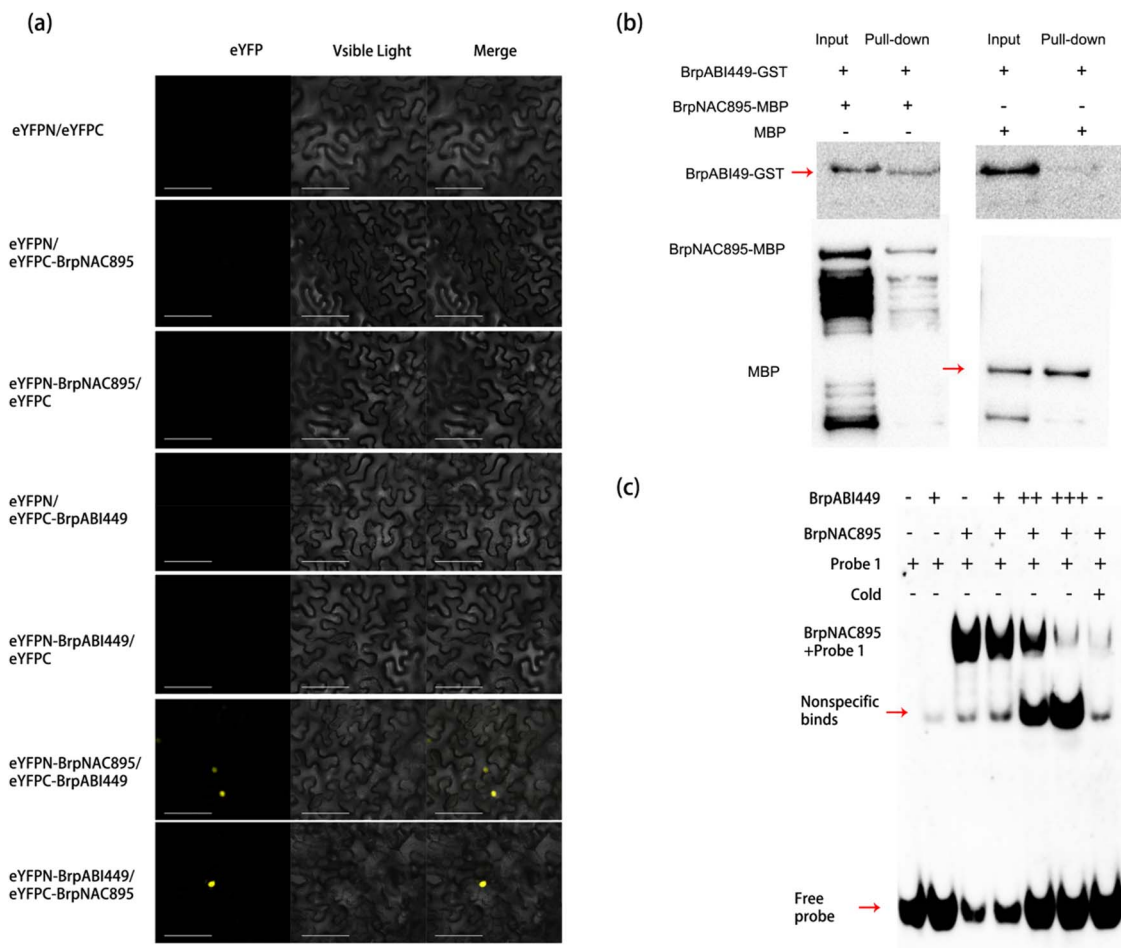 (a)
eYFP Vsible Light Merge
eYFPN/eYFPC
eYFPN/
eYFPC-BrpNAC895
eYFPN-BrpNAC895/
eYFPC
eYFPN/
eYFPC-BrpABI449
eYFPN-BrpABI449/
eYFPC
eYFPN-BrpNAC895/
eYFPC-BrpABI449
eYFPN-BrpABI449/
eYFPC-BrpNAC895
(b)
Input Pull-down Input Pull-down
BrpABI449-GST + + + +
BrpNAC895-MBP + + - -
MBP - - + +
BrpABI49-GST
BrpNAC895-MBP
MBP
(c)
BrpABI449 - + - + ++ +++ -
BrpNAC895 - - + + + + +
Probe 1 + + + + + + +
Cold - - - - - - +
BrpNAC895
+Probe 1
Nonspecific
binds
Free
probe